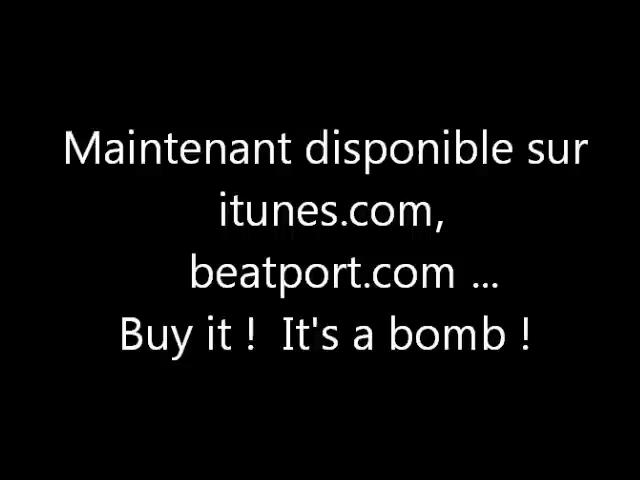 Maintenant disponible sur
itunes.com,
beatport.com ...
Buy it !  It's a bomb !